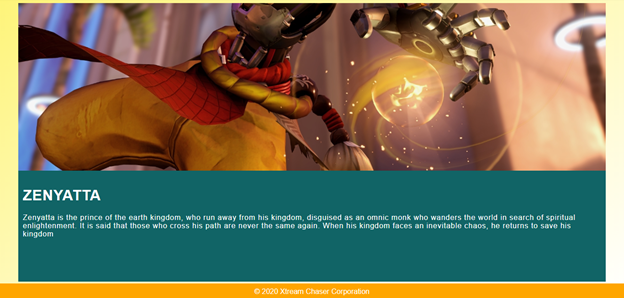 ZENYATTA
Zenyatta is the prince of the earth kingdom, who run away from his kingdom, disguised as an omnic monk who wanders the world in search of spiritual
enlightenment. It is said that those who cross his path are never the same again. When his kingdom faces an inevitable chaos, he returns to save his
kingdom
© 2020 Xtream Chaser Corporation